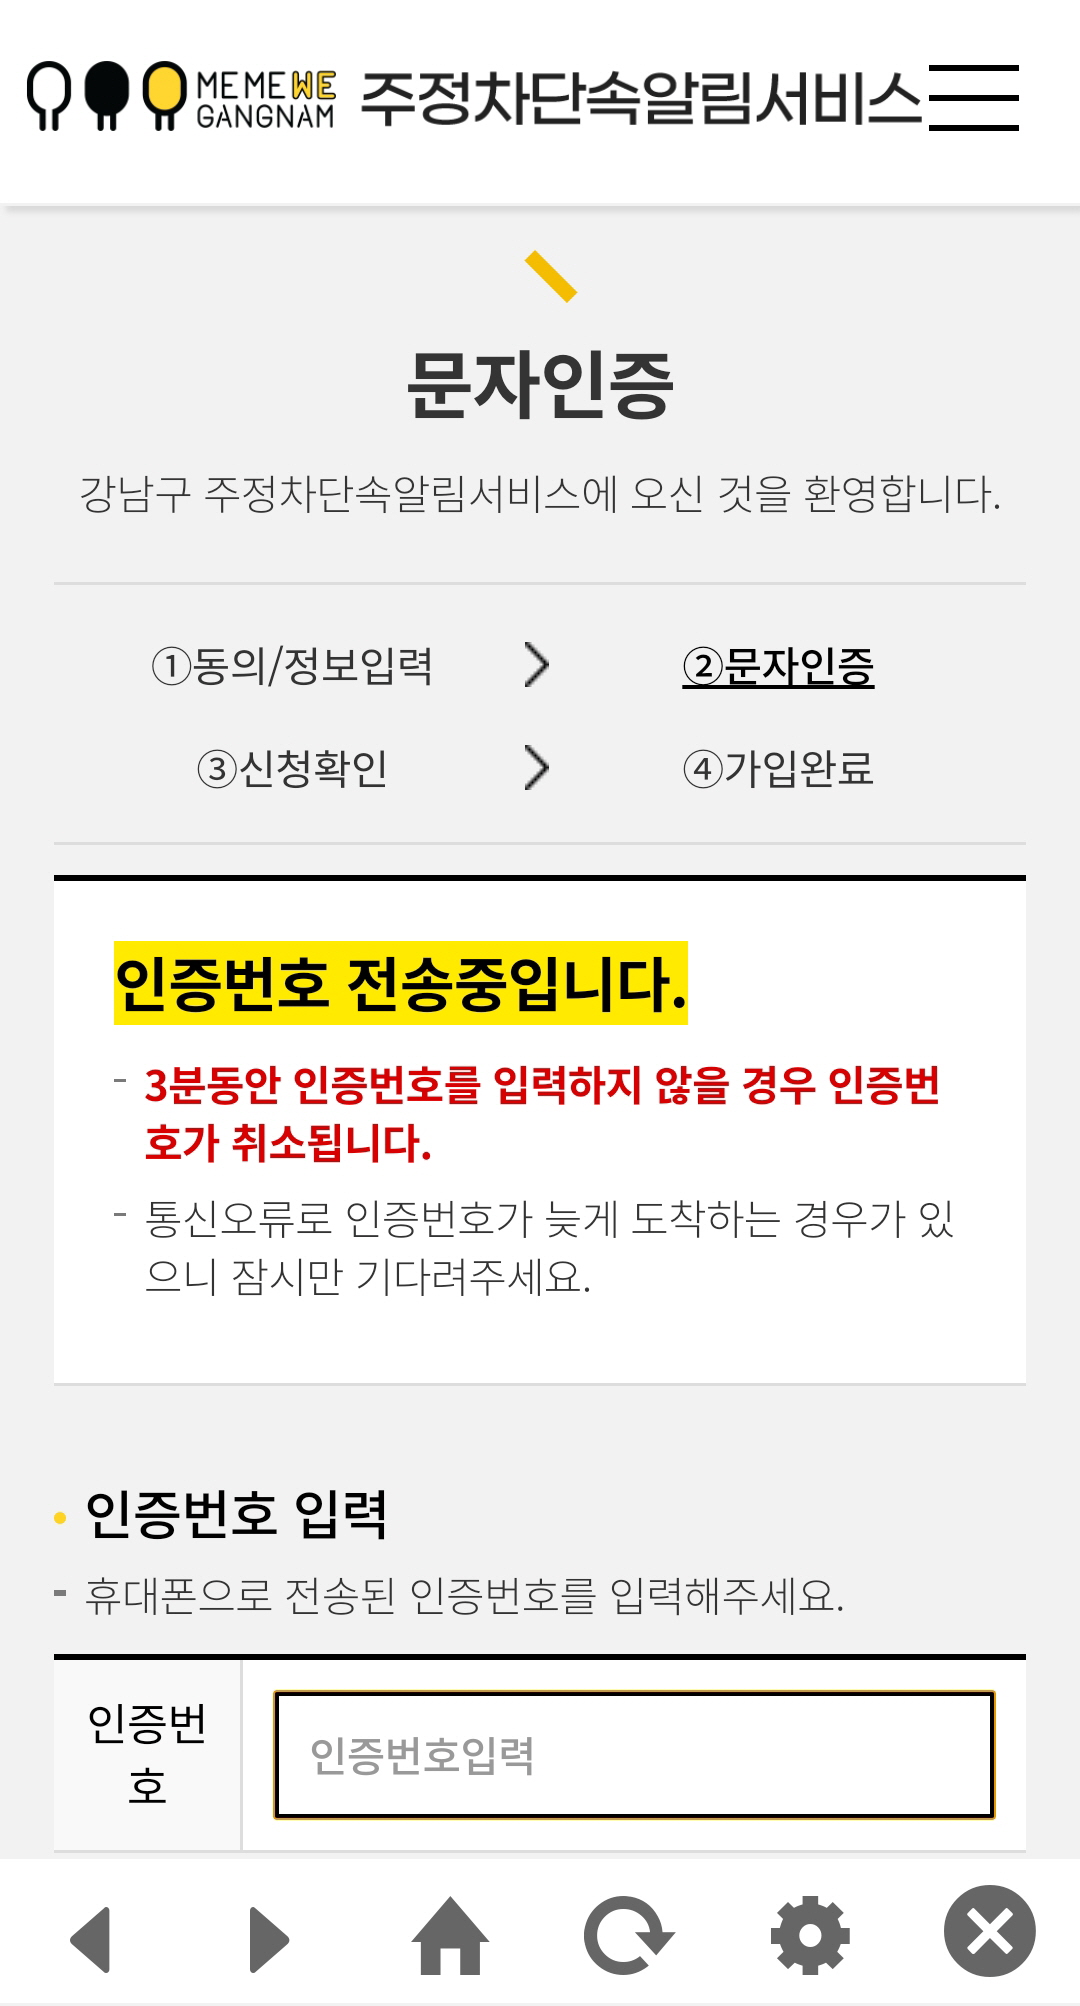 MEMEWE
GANGNAM
주정차단속알림서비스
문자인증
강남구 주정차단속알림서비스에 오신 것을 환영합니다.
①동의/정보입력
②문자인증
③신청확인
④가입완료
인증번호 전송중입니다.
- 3분동안 인증번호를 입력하지 않을 경우 인증번
호가 취소됩니다.
- 통신오류로 인증번호가 늦게 도착하는 경우가 있
으니 잠시만 기다려주세요.
인증번호 입력
- 휴대폰으로 전송된 인증번호를 입력해주세요.
인증번
호
인증번호입력